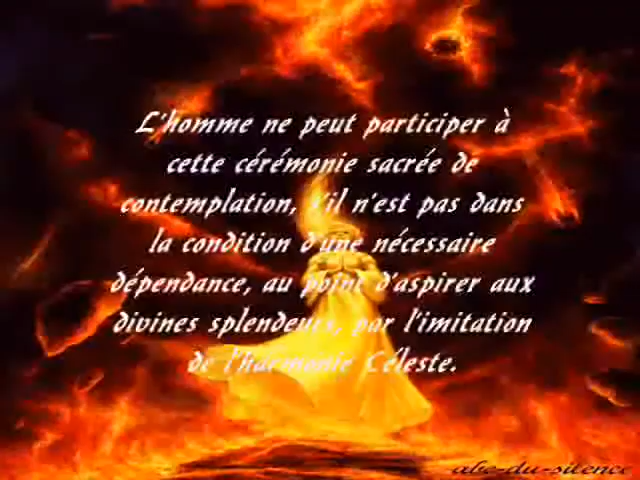 L'homme ne peut participer à
cette cérémonie sacrée de
contemplation, s'il n'est pas dans
la condition d'une nécessaire
dépendance, au point d'aspirer aux
divines splendeurs, par l'imitation
de l'harmonie Céleste.
abc-du-silence